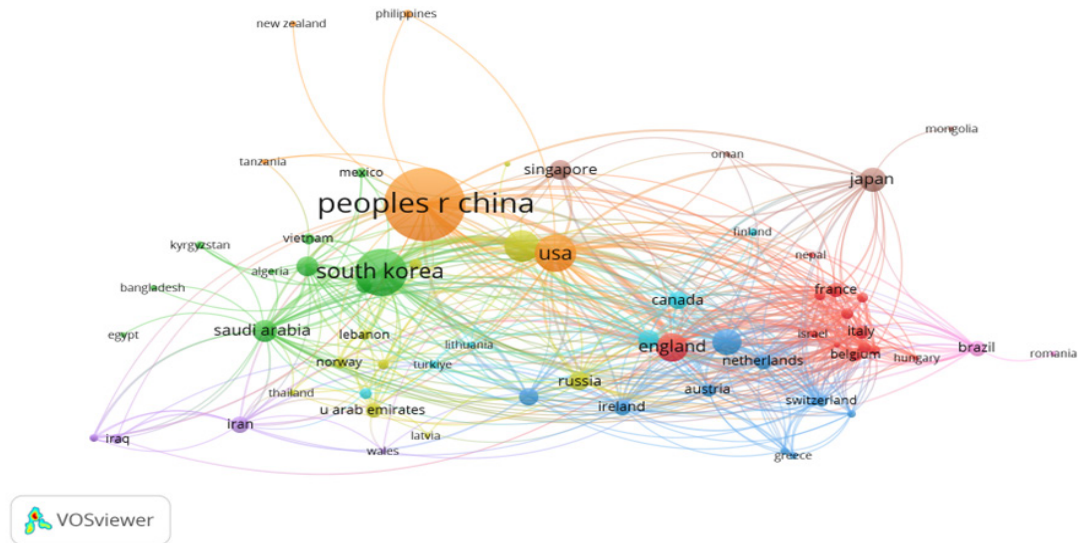 new zealand
philippines
mongolia
oman
tanzania
mexico
singapore
japan
peoples r china
finland
kyrgyzstan
vietnam
usa
nepal
algeria
south korea
bangladesh
france
canada
egypt
saudi arabia
lebanon
lithuania
england
israel
italy
norway
turkiye
netherlands
belgium
hungary
brazil
romania
thailand
russia
austria
u arab emirates
ireland
switzerland
iraq
iran
latvia
wales
greece
VOSviewer